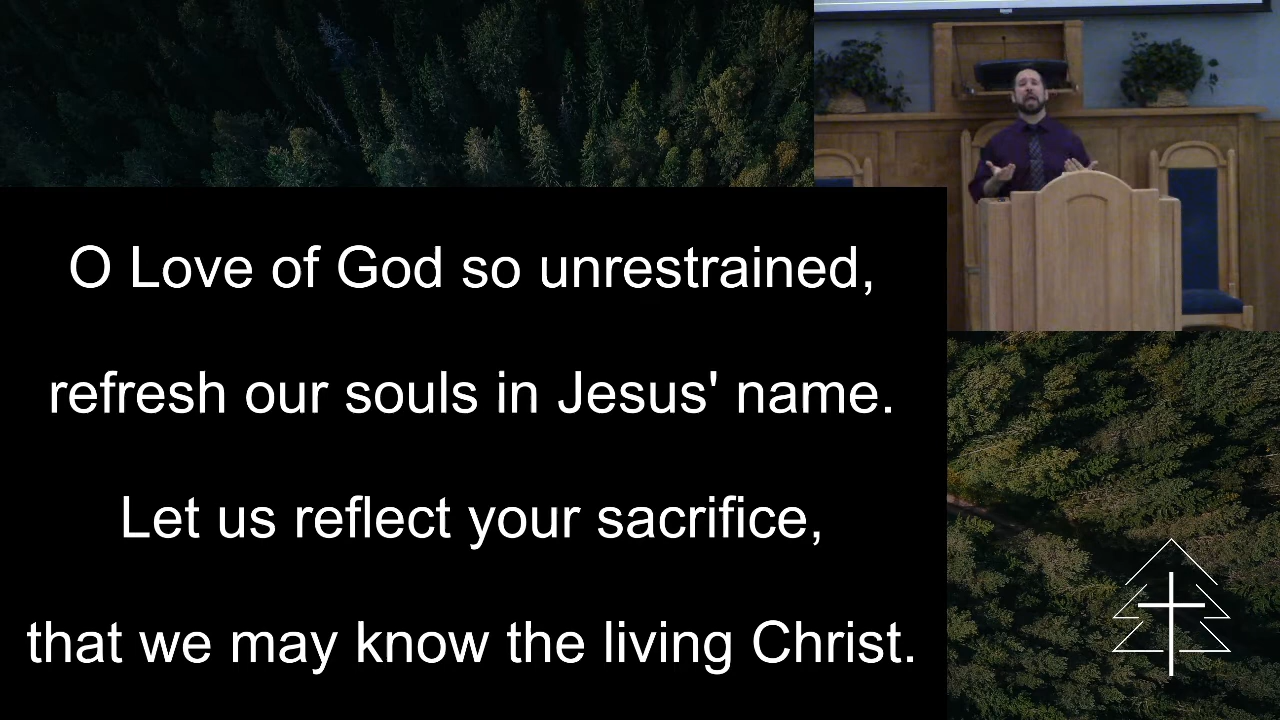 O Love of God so unrestrained,
refresh our souls in Jesus' name.
Let us reflect your sacrifice,
that we may know the living Christ.